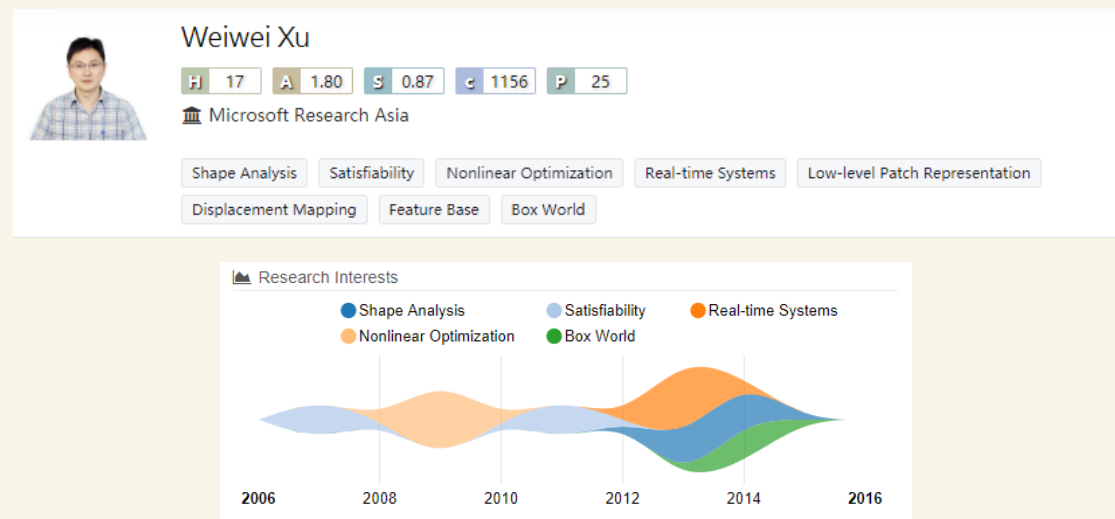 Weiwei Xu
H 17 A 1.80 S 0.87 c 1156 P 25
Microsoft Research Asia
Shape Analysis Satisfiability Nonlinear Optimization Real-time Systems Low-level Patch Representation
Displacement Mapping Feature Base Box World
Research Interests
Shape Analysis Satisfiability Real-time Systems
Nonlinear Optimization Box World
2006 2008 2010 2012 2014 2016